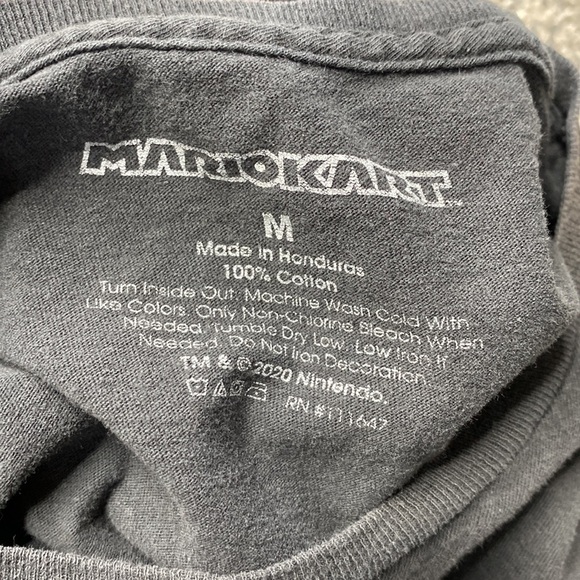 MARIOKART™
M
Made in Honduras
100% Cotton
Turn Inside Out. Machine Wash Cold With
Like Colors. Only Non-Chlorine Bleach When
Needed. Tumble Dry Low. Low Iron If
Needed. Do Not Iron Decoration.
TM & © 2020 Nintendo.
RN #111647